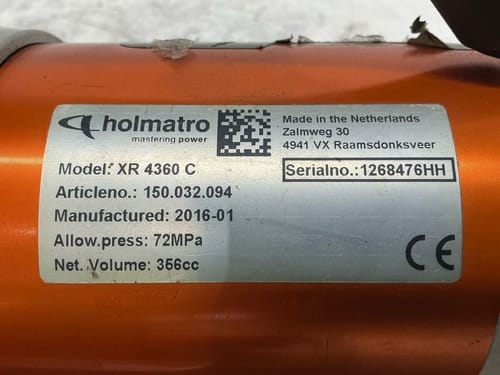 holmatro
mastering power
Made in the Netherlands
Zalmweg 30
4941 VX Raamsdonksveer
Model: XR 4360 C
Serialno.:1268476HH
Articleno.: 150.032.094
Manufactured: 2016-01
Allow.press: 72MPa
Net. Volume: 356cc
CE